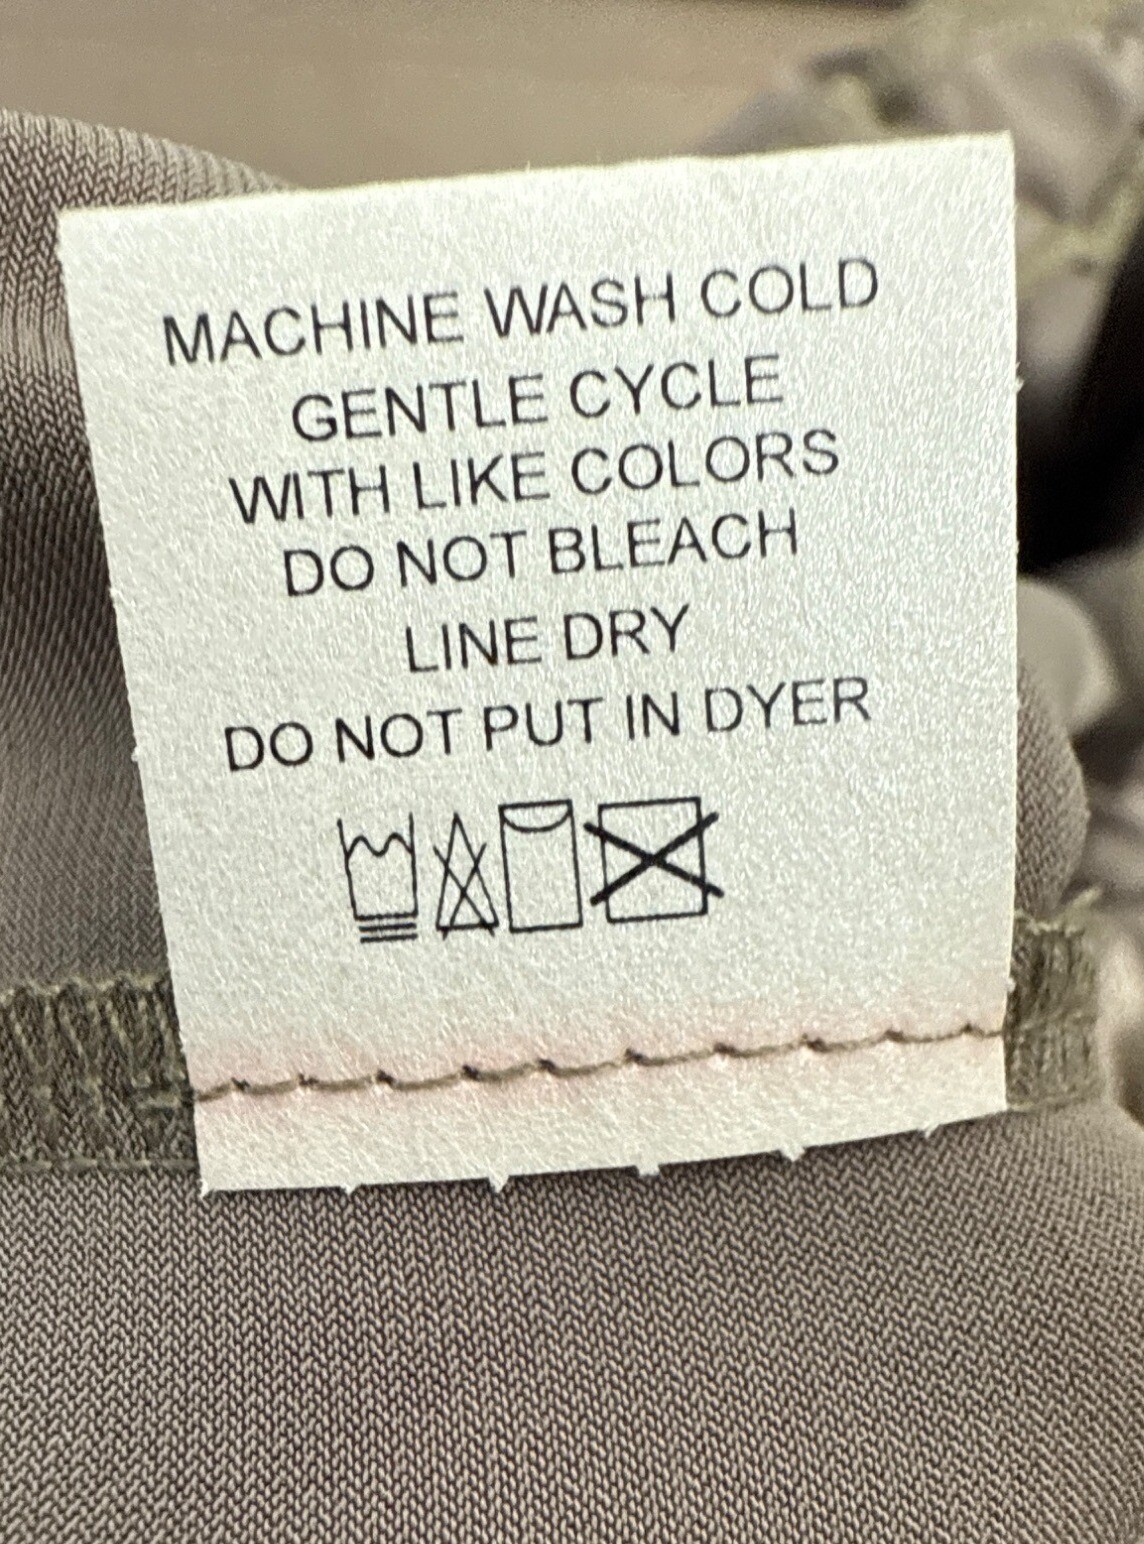 MACHINE WASH COLD
GENTLE CYCLE
WITH LIKE COLORS
DO NOT BLEACH
LINE DRY
DO NOT PUT IN DYER